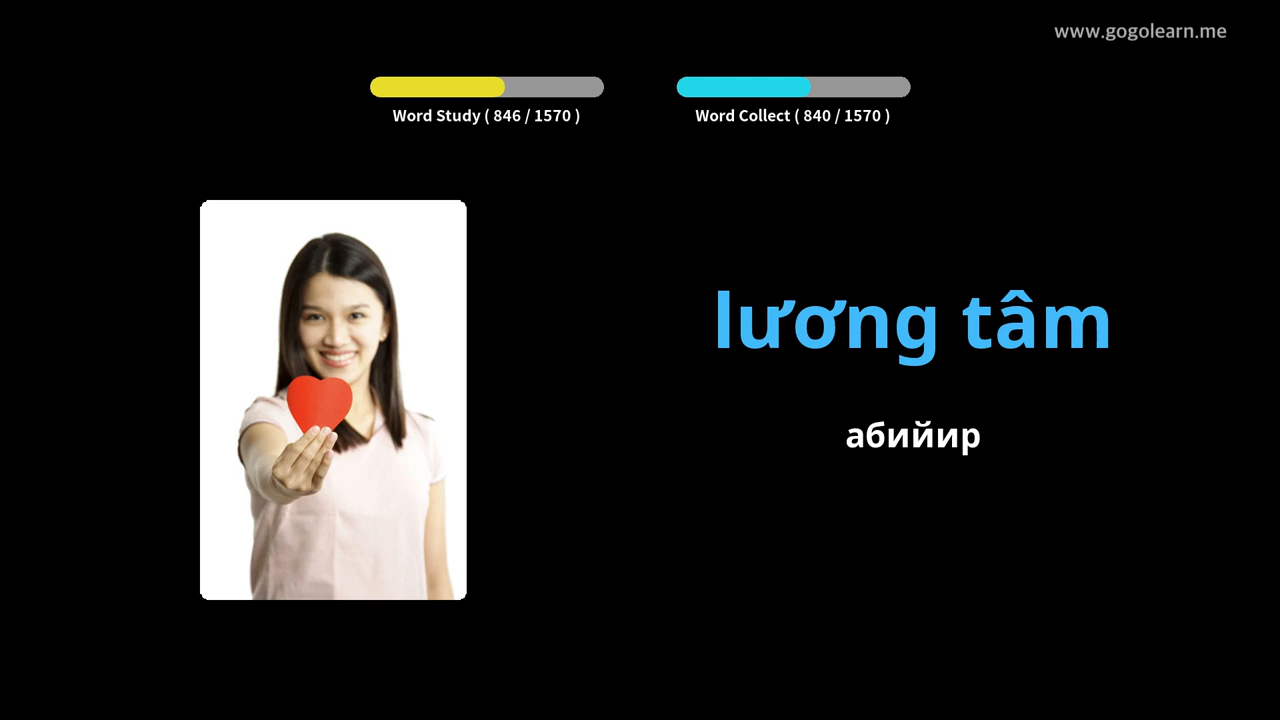 www.gogolearn.me
Word Study ( 846 / 1570 )
Word Collect ( 840 / 1570 )
lương tâm
абийир